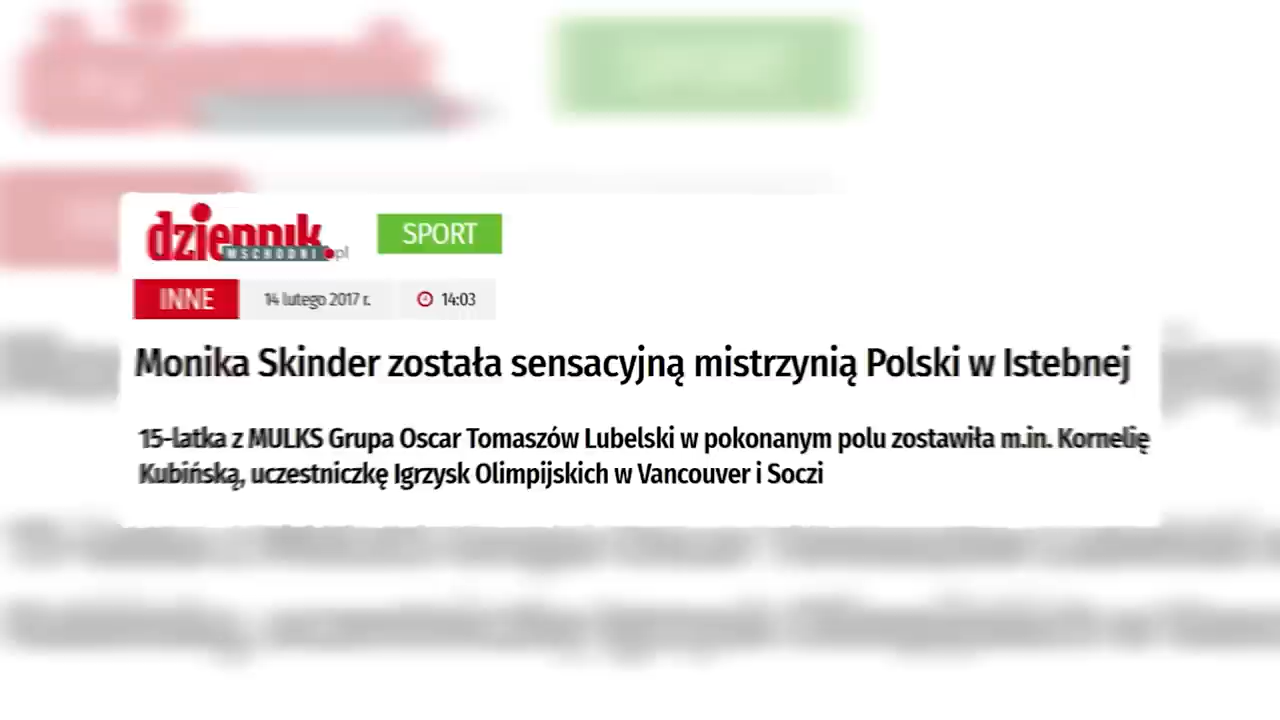 dziennik SPORT
WSCHODNI .pl
INNE 14 lutego 2017 r. 14:03
Monika Skinder została sensacyjną mistrzynią Polski w Istebnej
15-latka z MULKS Grupa Oscar Tomaszów Lubelski w pokonanym polu zostawiła m.in. Kornelię
Kubińską, uczestniczkę Igrzysk Olimpijskich w Vancouver i Soczi